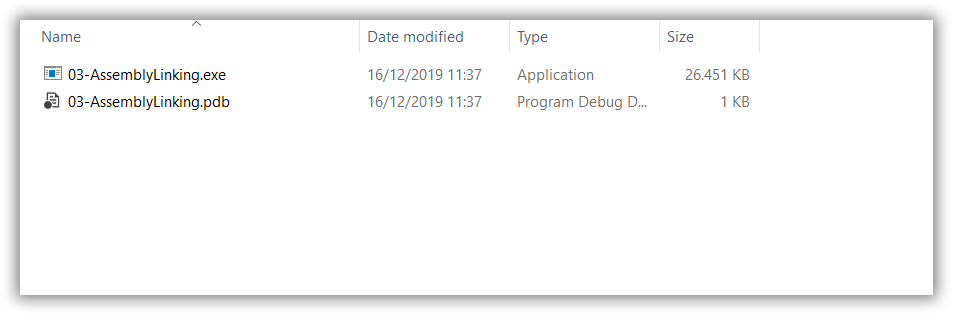 Name Date modified Type Size
03-AssemblyLinking.exe 16/12/2019 11:37 Application 26.451 KB
03-AssemblyLinking.pdb 16/12/2019 11:37 Program Debug D... 1 KB